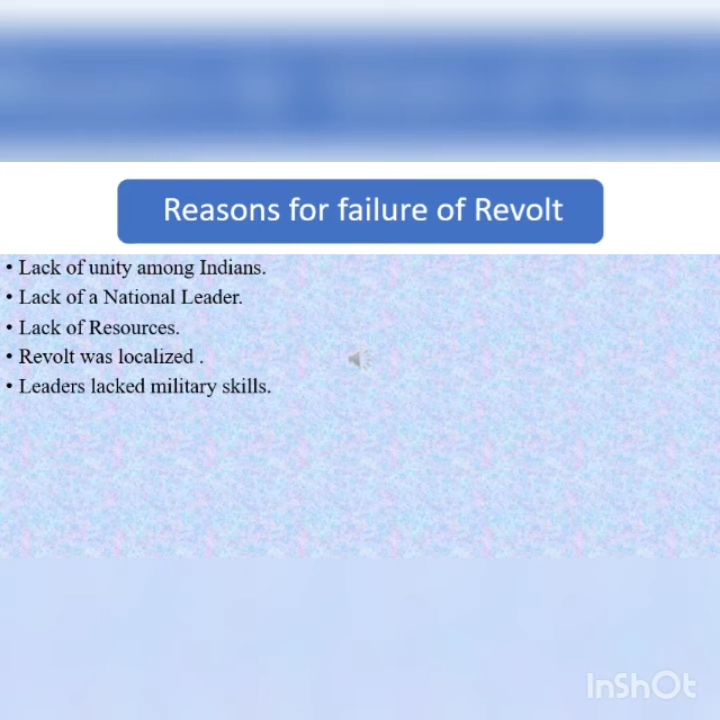 Reasons for failure of Revolt
• Lack of unity among Indians.
• Lack of a National Leader.
• Lack of Resources.
• Revolt was localized .
• Leaders lacked military skills.
InShOt